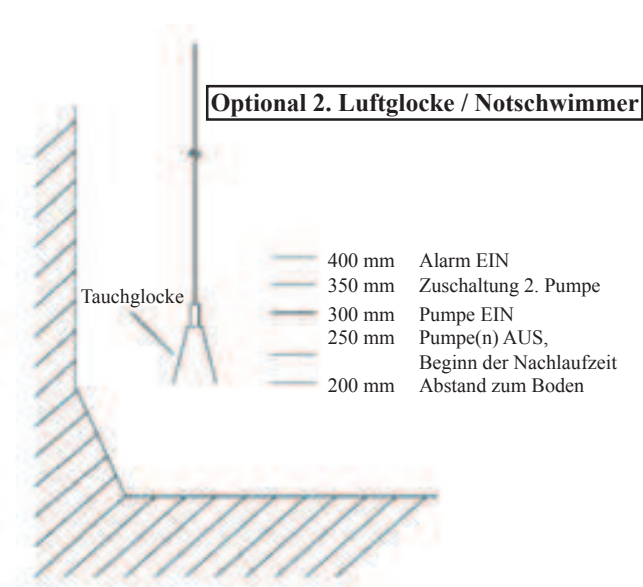 Optional 2. Luftglocke / Notschwimmer
400 mm Alarm EIN
350 mm Zuschaltung 2. Pumpe
Tauchglocke
300 mm Pumpe EIN
250 mm Pumpe(n) AUS,
Beginn der Nachlaufzeit
200 mm Abstand zum Boden